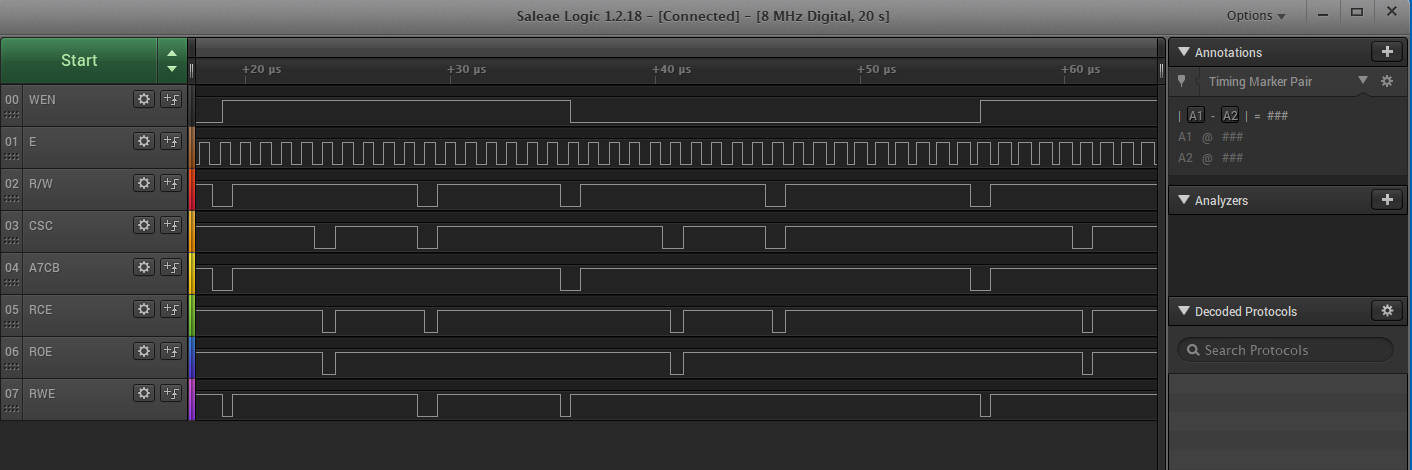 Saleae Logic 1.2.18 – [Connected] – [8 MHz Digital, 20 s]
Options
Start
+20 µs +30 µs +40 µs +50 µs +60 µs
00 WEN
01 E
02 R/W
03 CSC
04 A7CB
05 RCE
06 ROE
07 RWE
Annotations
Timing Marker Pair
| A1 - A2 | = ###
A1 @ ###
A2 @ ###
Analyzers
Decoded Protocols
Search Protocols